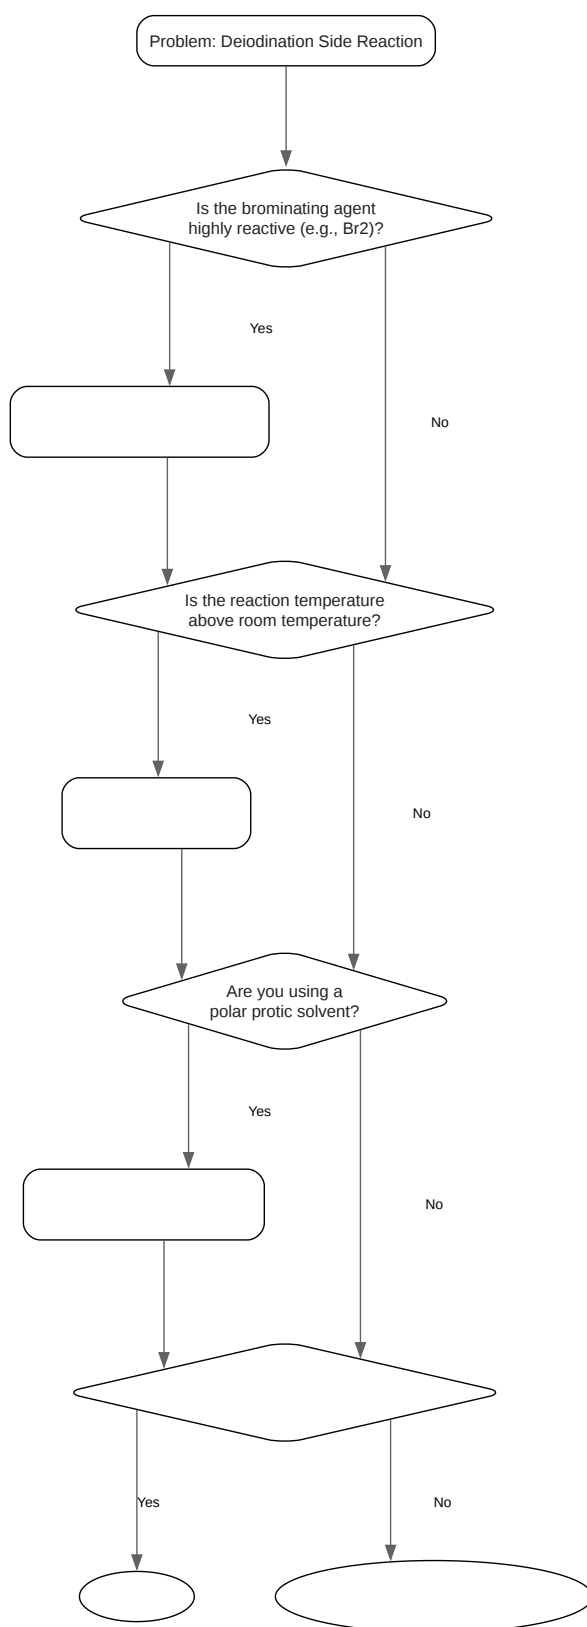 Problem: Deiodination Side Reaction
Is the brominating agent
highly reactive (e.g., Br2)?
Yes
No
Is the reaction temperature
above room temperature?
Yes
No
Are you using a
polar protic solvent?
Yes
No
Yes
No